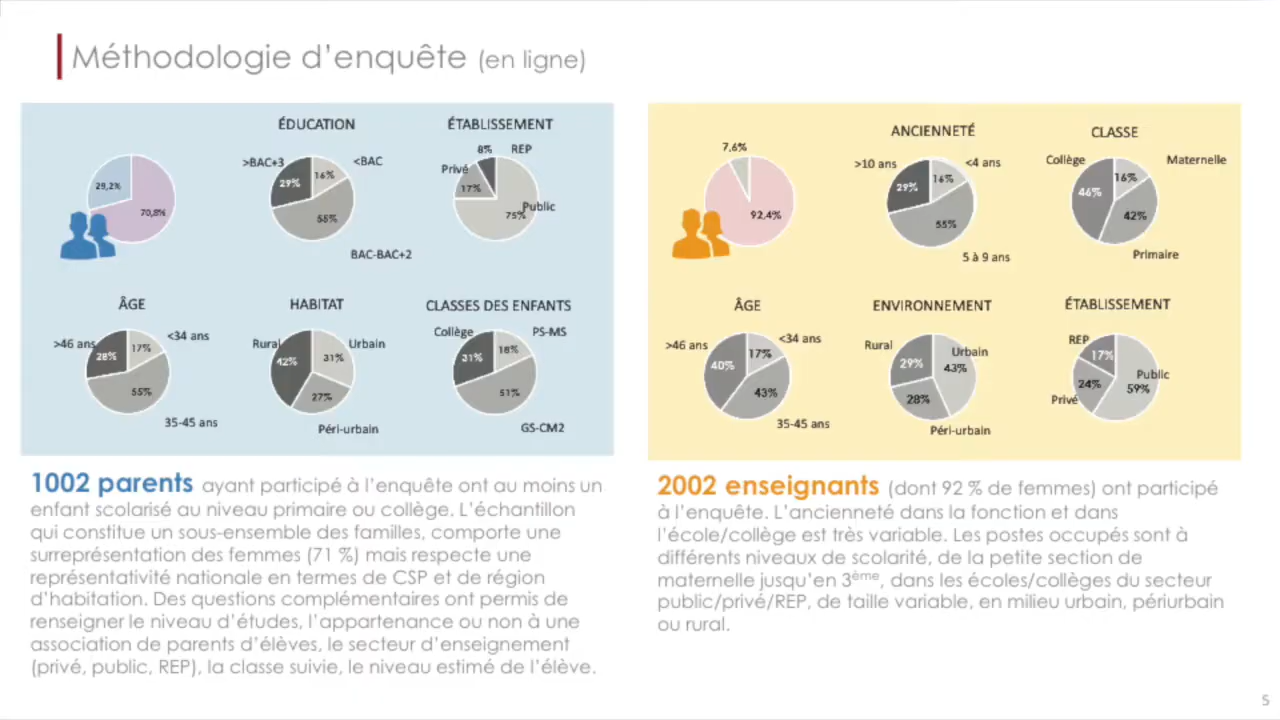 Méthodologie d’enquête (en ligne)
29,2%
70,8%
ÉDUCATION
>BAC+3
<BAC
29%
16%
55%
BAC-BAC+2
ÉTABLISSEMENT
8%
REP
Privé
17%
75%
Public
ÂGE
>46 ans
<34 ans
28%
17%
55%
35-45 ans
HABITAT
Rural
Urbain
42%
31%
27%
Péri-urbain
CLASSES DES ENFANTS
Collège
PS-MS
31%
18%
51%
GS-CM2
1002 parents ayant participé à l’enquête ont au moins un
enfant scolarisé au niveau primaire ou collège. L’échantillon
qui constitue un sous-ensemble des familles, comporte une
surreprésentation des femmes (71 %) mais respecte une
représentativité nationale en termes de CSP et de région
d’habitation. Des questions complémentaires ont permis de
renseigner le niveau d’études, l’appartenance ou non à une
association de parents d’élèves, le secteur d’enseignement
(privé, public, REP), la classe suivie, le niveau estimé de l’élève.
7,6%
92,4%
ANCIENNETÉ
>10 ans
<4 ans
29%
16%
55%
5 à 9 ans
CLASSE
Collège
Maternelle
46%
16%
42%
Primaire
ÂGE
>46 ans
<34 ans
40%
17%
43%
35-45 ans
ENVIRONNEMENT
Rural
Urbain
29%
43%
28%
Péri-urbain
ÉTABLISSEMENT
REP
17%
Public
24%
59%
Privé
2002 enseignants (dont 92 % de femmes) ont participé
à l’enquête. L’ancienneté dans la fonction et dans
l’école/collège est très variable. Les postes occupés sont à
différents niveaux de scolarité, de la petite section de
maternelle jusqu’en 3ème, dans les écoles/collèges du secteur
public/privé/REP, de taille variable, en milieu urbain, périurbain
ou rural.
5